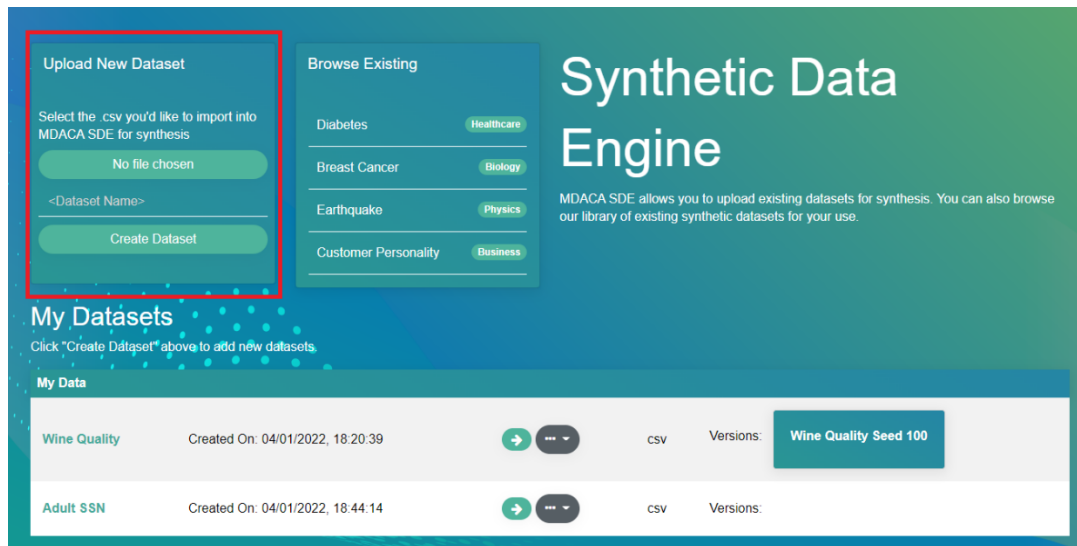 Upload New Dataset
Select the .csv you'd like to import into
MDACA SDE for synthesis
No file chosen
<Dataset Name>
Create Dataset
Browse Existing
Diabetes Healthcare
Breast Cancer Biology
Earthquake Physics
Customer Personality Business
Synthetic Data
Engine
MDACA SDE allows you to upload existing datasets for synthesis. You can also browse
our library of existing synthetic datasets for your use.
My Datasets
Click "Create Dataset" above to add new datasets.
My Data
Wine Quality Created On: 04/01/2022, 18:20:39 csv Versions: Wine Quality Seed 100
Adult SSN Created On: 04/01/2022, 18:44:14 csv Versions: